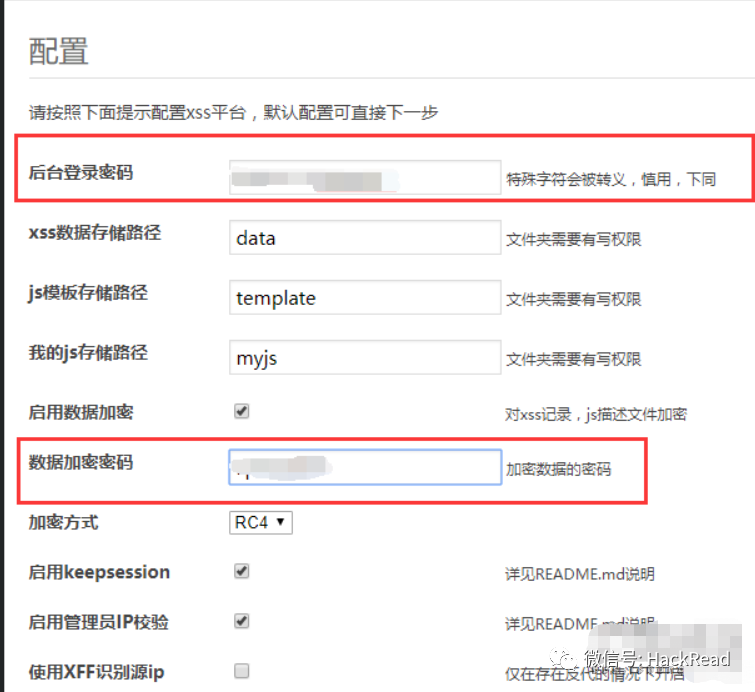 配置
请按照下面提示配置xss平台，默认配置可直接下一步
后台登录密码 特殊字符会被转义，慎用，下同
xss数据存储路径 data 文件夹需要有写权限
js模板存储路径 template 文件夹需要有写权限
我的js存储路径 myjs 文件夹需要有写权限
启用数据加密 对xss记录，js描述文件加密
数据加密密码 加密数据的密码
加密方式 RC4
启用keepsession 详见README.md说明
启用管理员IP校验 详见README.md说明
微信号: HackRead
使用XFF识别源ip 仅在存在反代的情况下开启